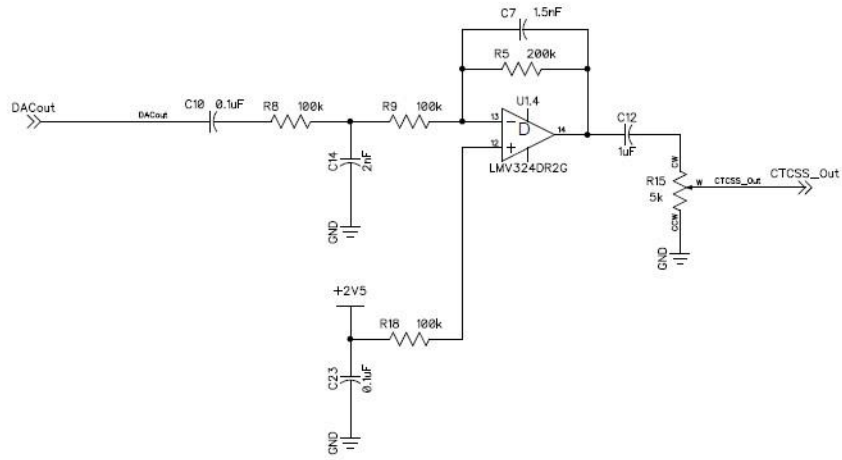 C7 1.5nF
R5 200k
DACout
DACout
C10 0.1uF
R8 100k
R9 100k
U1.4
13
D
12
14
LMV324DR2G
C14 2nF
GND
C12
1uF
CW
R15
5k
W
CTCSS_Out
CTCSS_Out
CCW
GND
+2V5
R18 100k
C23 0.1uF
GND